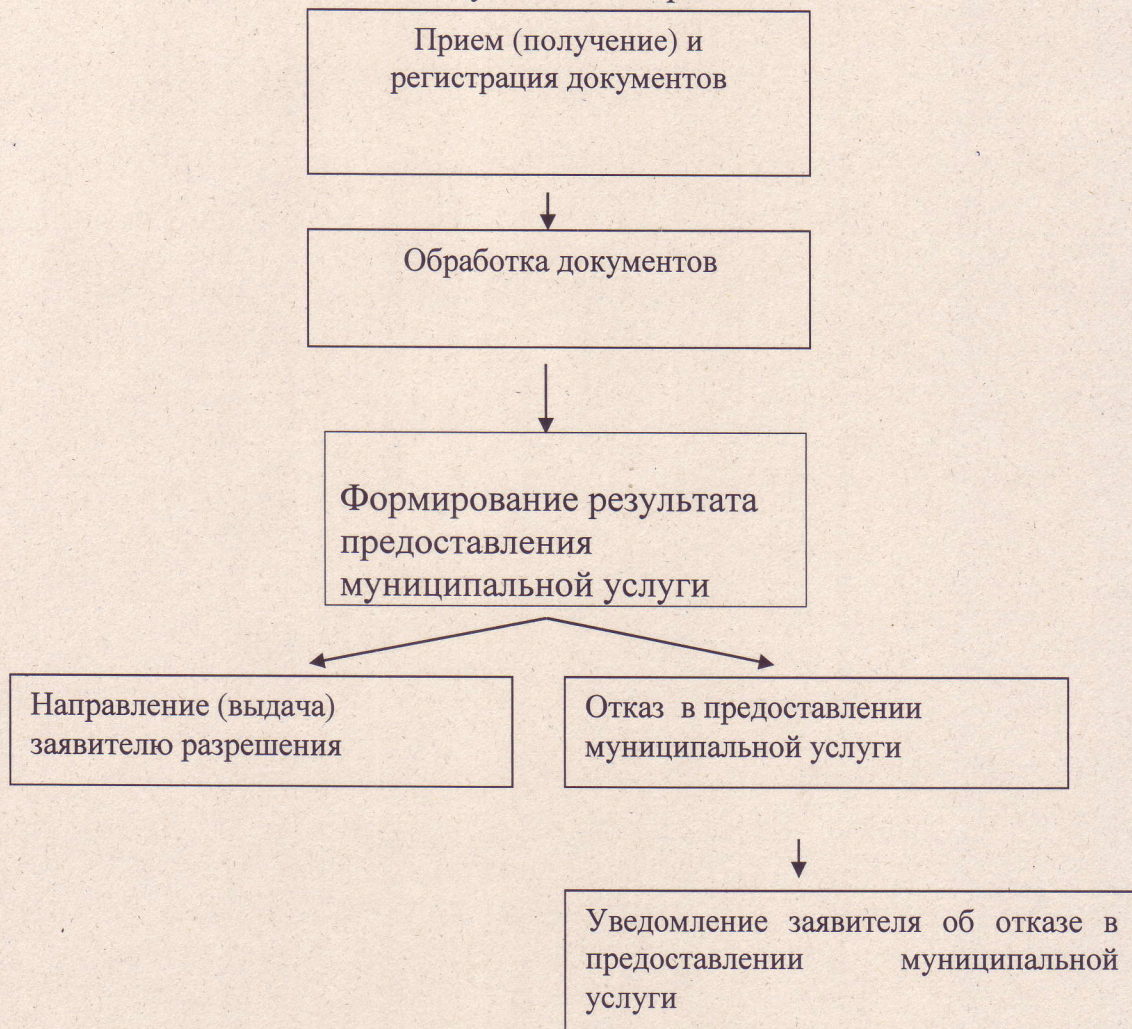 Прием (получение) и
регистрация документов
Обработка документов
Формирование результата
предоставления
муниципальной услуги
Направление (выдача)
заявителю разрешения
Отказ в предоставлении
муниципальной услуги
Уведомление заявителя об отказе в
предоставлении муниципальной
услуги